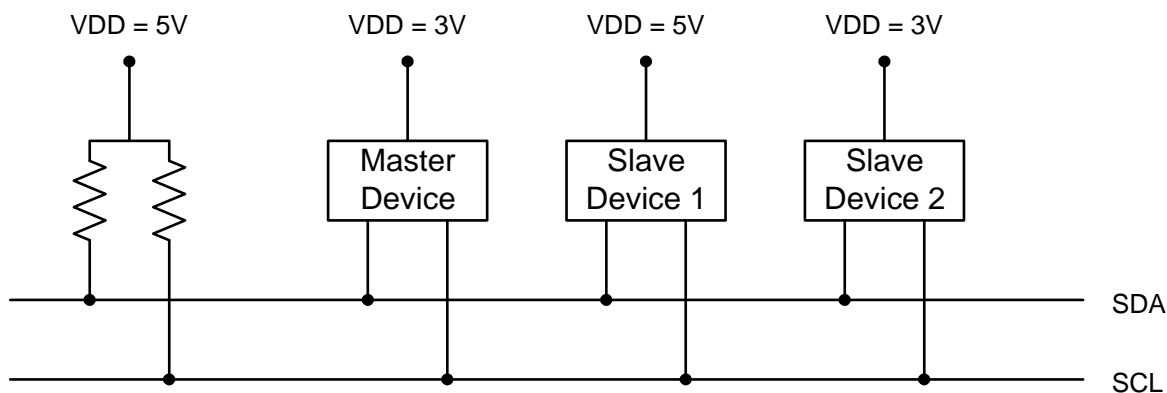 VDD = 5V
VDD = 3V
VDD = 5V
VDD = 3V
Master
Device
Slave
Device 1
Slave
Device 2
SDA
SCL